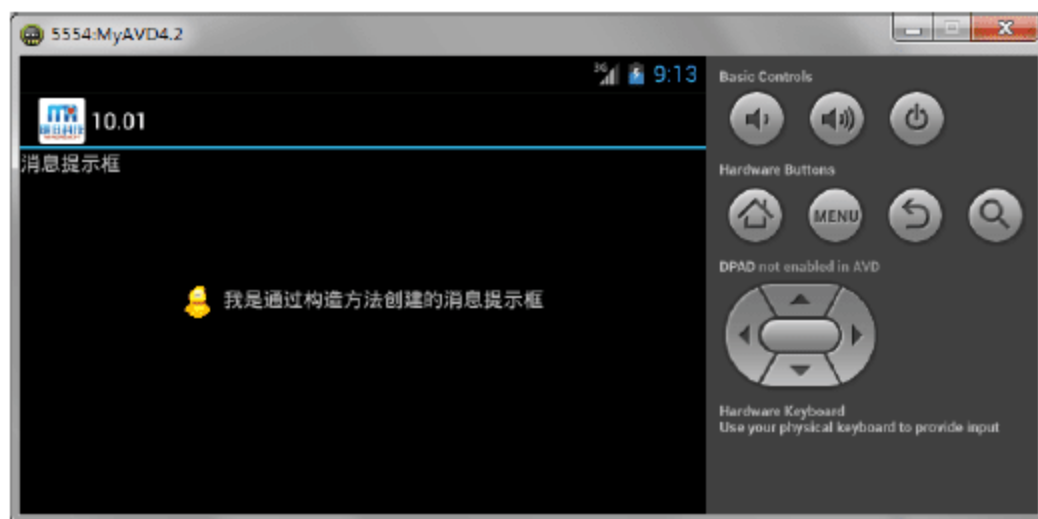 5554:MyAVD4.2
3G
9:13
10.01
消息提示框
我是通过构造方法创建的消息提示框
Basic Controls
Hardware Buttons
MENU
DPAD not enabled in AVD
Hardware Keyboard
Use your physical keyboard to provide input